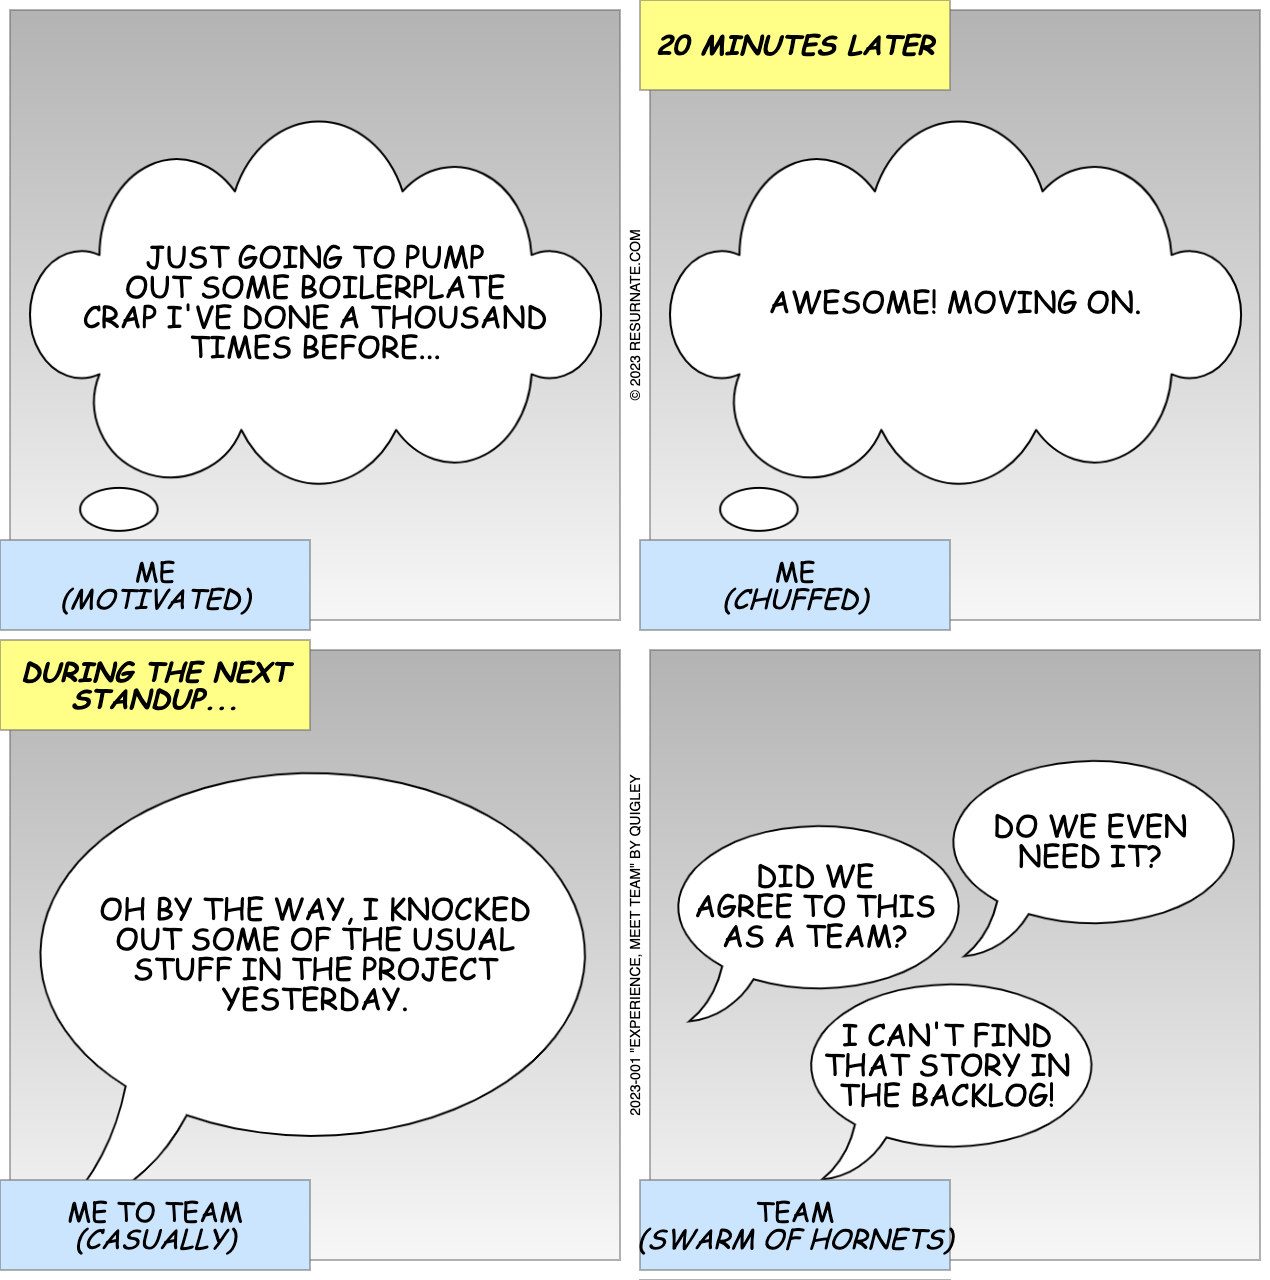 JUST GOING TO PUMP
OUT SOME BOILERPLATE
CRAP I'VE DONE A THOUSAND
TIMES BEFORE...
ME
(MOTIVATED)
© 2023 RESURNATE.COM
20 MINUTES LATER
AWESOME! MOVING ON.
ME
(CHUFFED)
DURING THE NEXT
STANDUP...
OH BY THE WAY, I KNOCKED
OUT SOME OF THE USUAL
STUFF IN THE PROJECT
YESTERDAY.
ME TO TEAM
(CASUALLY)
2023-001 "EXPERIENCE, MEET TEAM" BY QUIGLEY
DID WE
AGREE TO THIS
AS A TEAM?
DO WE EVEN
NEED IT?
I CAN'T FIND
THAT STORY IN
THE BACKLOG!
TEAM
(SWARM OF HORNETS)